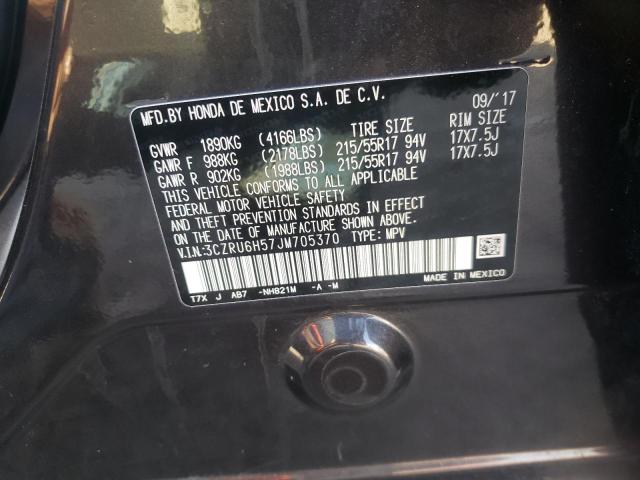 MFD.BY HONDA DE MEXICO S.A. DE C.V. 09/'17
GVWR 1890KG (4166LBS) TIRE SIZE RIM SIZE
GAWR F 988KG (2178LBS) 215/55R17 94V 17X7.5J
GAWR R 902KG (1988LBS) 215/55R17 94V 17X7.5J
THIS VEHICLE CONFORMS TO ALL APPLICABLE
FEDERAL MOTOR VEHICLE SAFETY
AND THEFT PREVENTION STANDARDS IN EFFECT
ON THE DATE OF MANUFACTURE SHOWN ABOVE.
V.I.N.:3CZRU6H57JM705370 TYPE: MPV
T7X J AB7 -NH821M -A -M MADE IN MEXICO